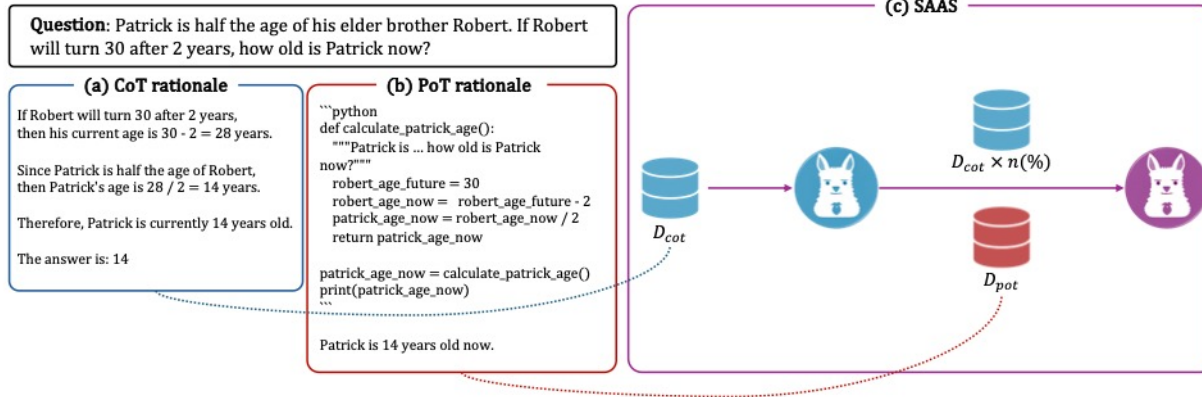 Question: Patrick is half the age of his elder brother Robert. If Robert
will turn 30 after 2 years, how old is Patrick now?
(a) CoT rationale
If Robert will turn 30 after 2 years,
then his current age is 30 - 2 = 28 years.
Since Patrick is half the age of Robert,
then Patrick's age is 28 / 2 = 14 years.
Therefore, Patrick is currently 14 years old.
The answer is: 14
(b) PoT rationale
```python
def calculate_patrick_age():
"""Patrick is ... how old is Patrick
now?"""
robert_age_future = 30
robert_age_now = robert_age_future - 2
patrick_age_now = robert_age_now / 2
return patrick_age_now
patrick_age_now = calculate_patrick_age()
print(patrick_age_now)
```
Patrick is 14 years old now.
(c) SAAS
D_cot
D_cot × n(%)
D_pot